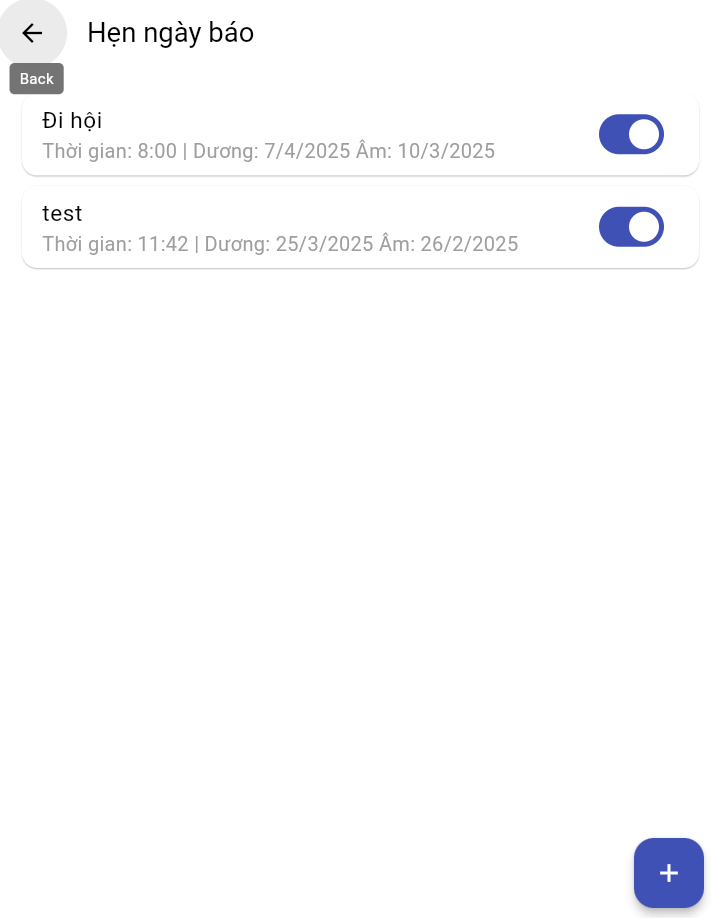 Hẹn ngày báo
Back
Đi hội
Thời gian: 8:00 | Dương: 7/4/2025 Âm: 10/3/2025
test
Thời gian: 11:42 | Dương: 25/3/2025 Âm: 26/2/2025